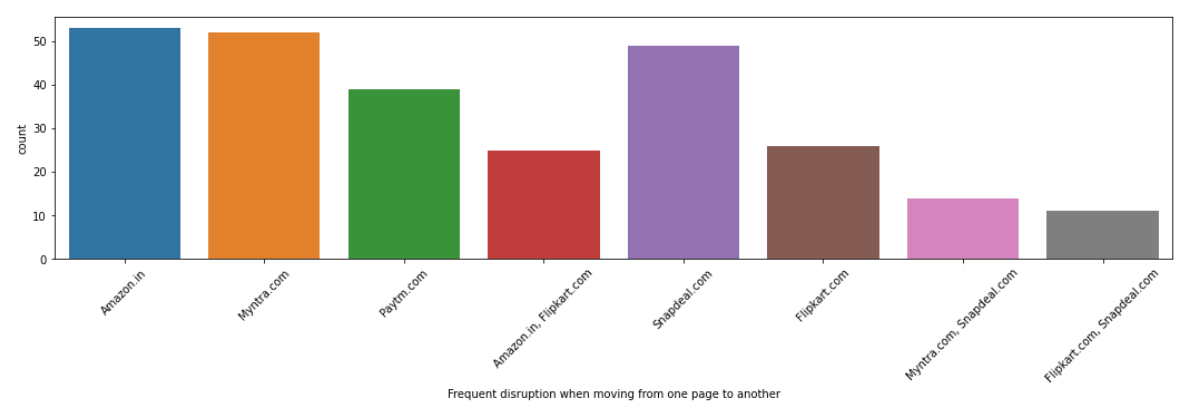 50
40
30
20
10
0
count
Amazon.in
Myntra.com
Paytm.com
Amazon.in, Flipkart.com
Snapdeal.com
Flipkart.com
Myntra.com, Snapdeal.com
Flipkart.com, Snapdeal.com
Frequent disruption when moving from one page to another